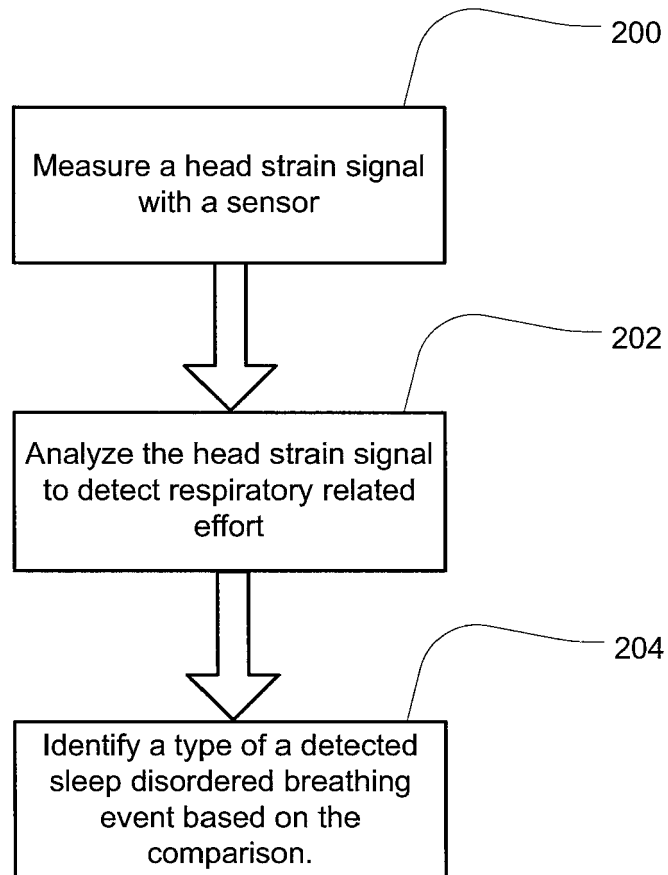 200
Measure a head strain signal
with a sensor
202
Analyze the head strain signal
to detect respiratory related
effort
204
Identify a type of a detected
sleep disordered breathing
event based on the
comparison.